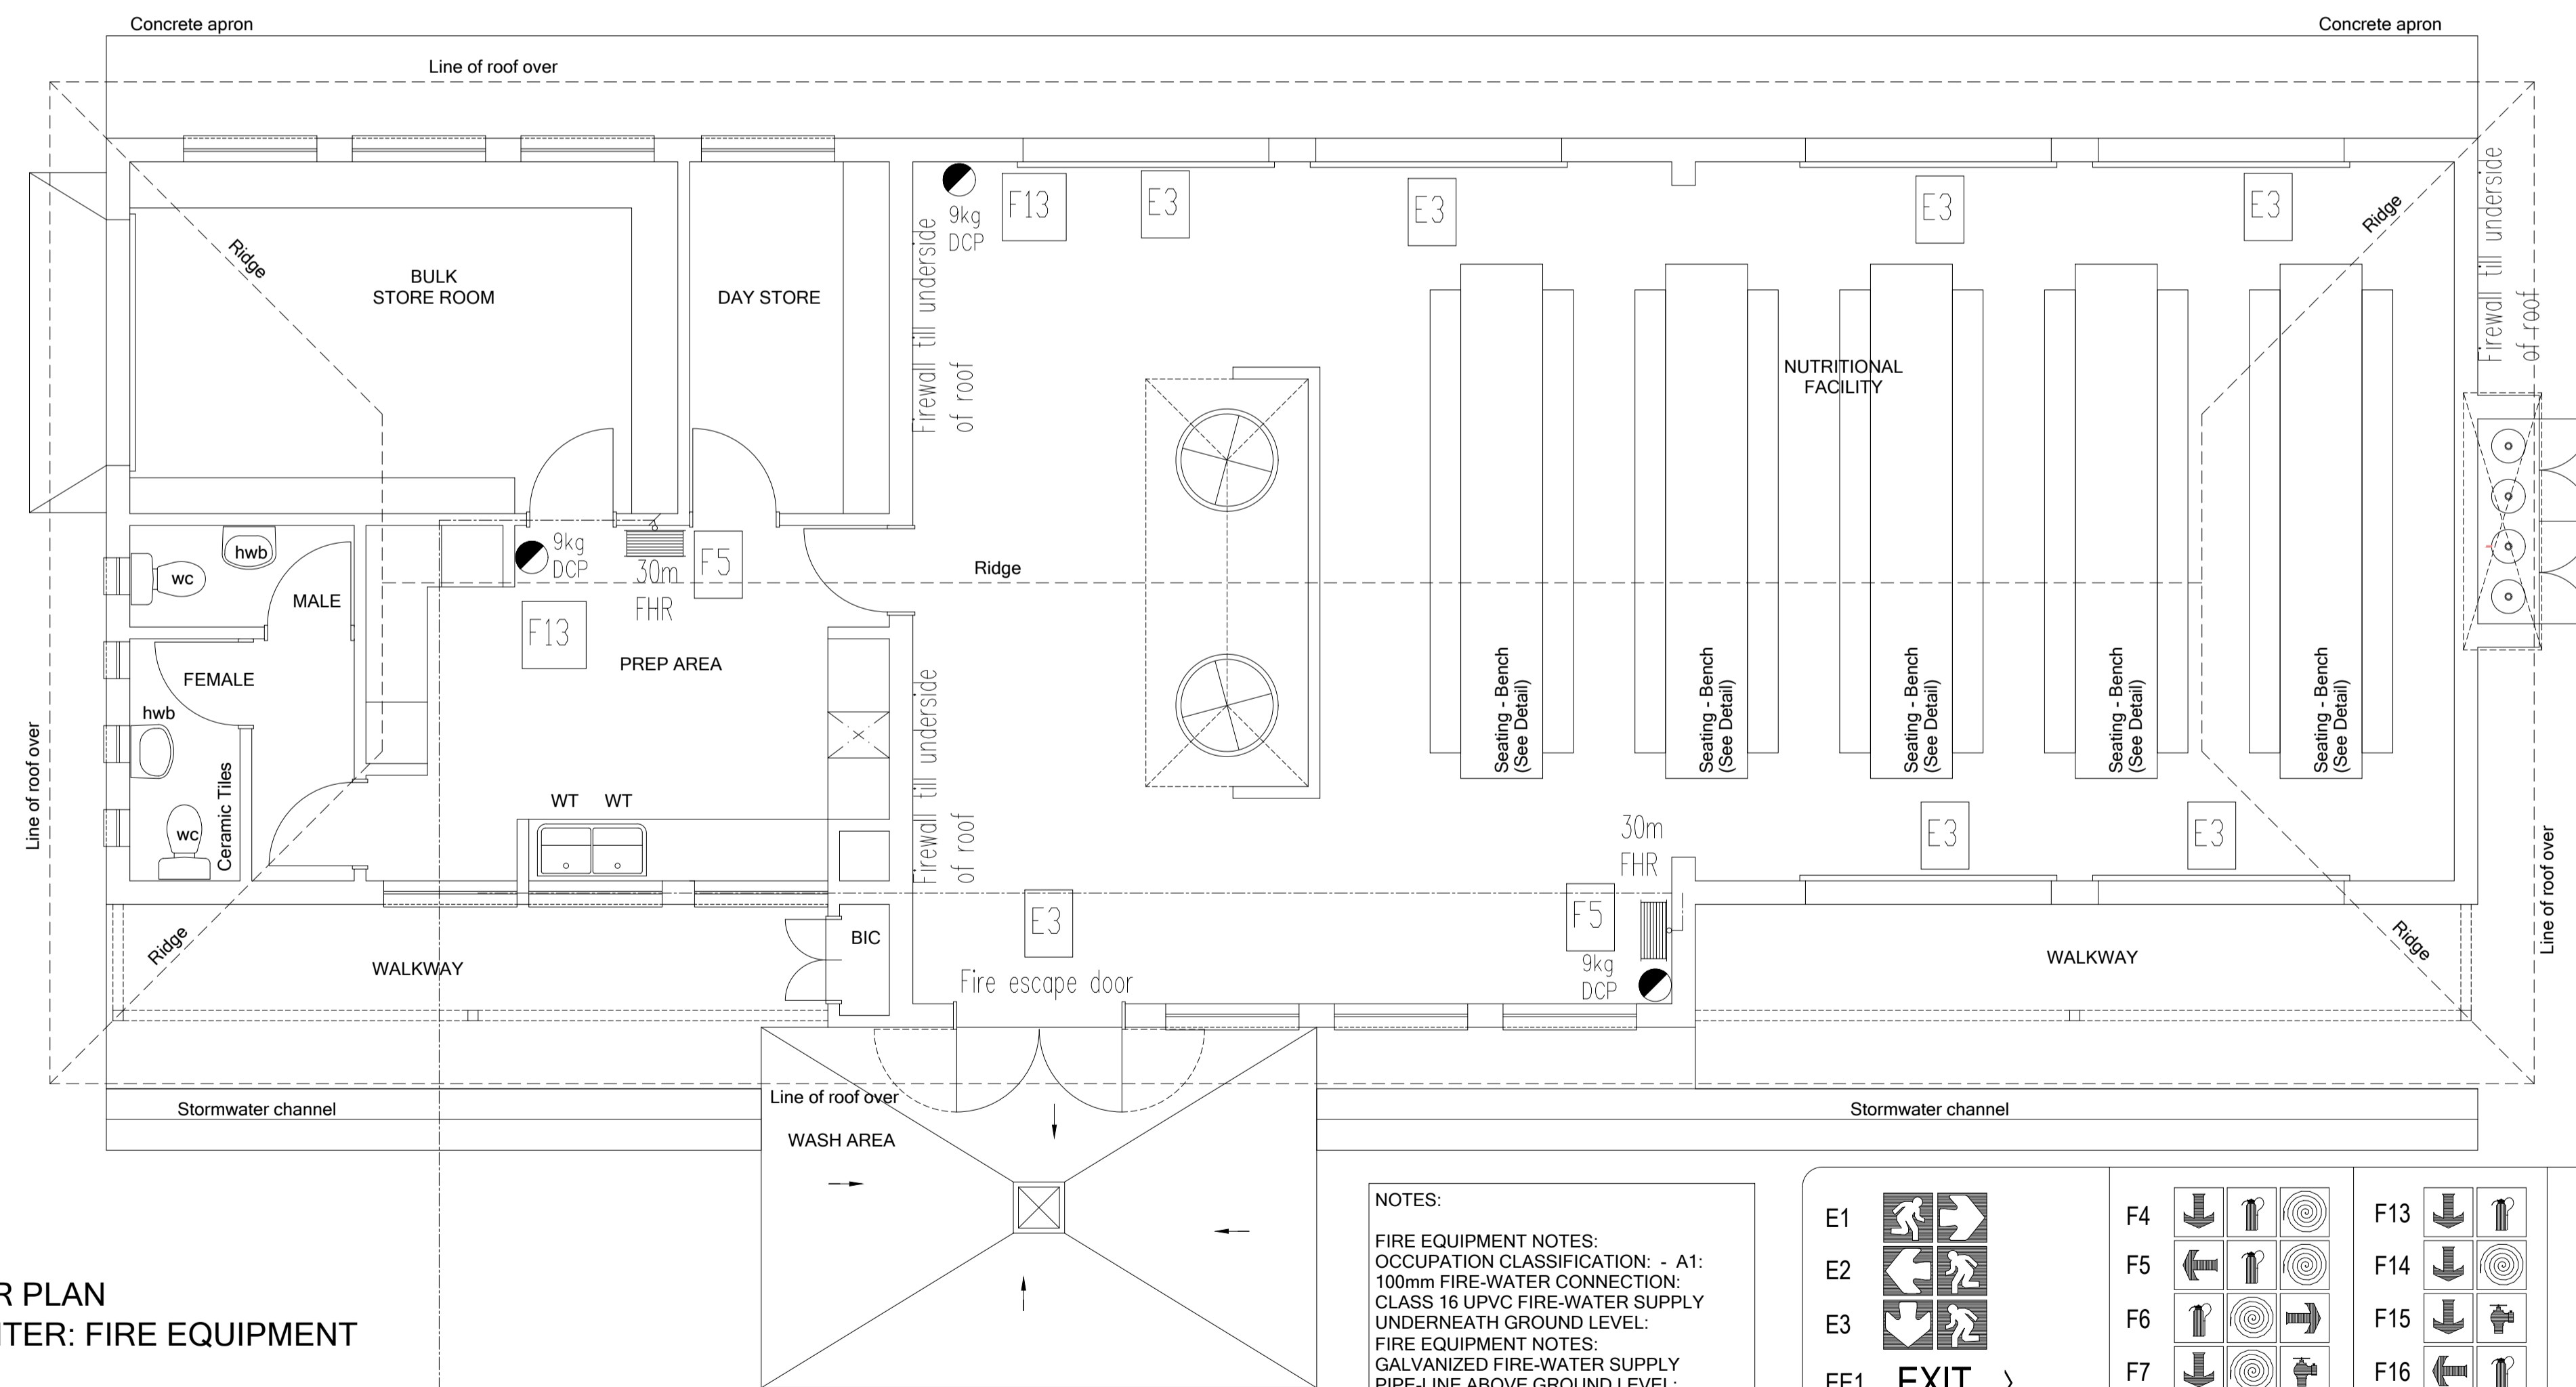 Concrete apron
Concrete apron
Line of roof over
9kg
DCP
F13
E3
E3
E3
E3
Firewall till underside
of roof
Ridge
Ridge
BULK
STORE ROOM
DAY STORE
Firewall till underside
of roof
NUTRITIONAL
FACILITY
hwb
wc
MALE
9kg
DCP
30m
FHR
F5
F13
Ridge
PREP AREA
FEMALE
hwb
wc
Ceramic Tiles
WT WT
Firewall till underside
of roof
Seating - Bench
(See Detail)
Seating - Bench
(See Detail)
Seating - Bench
(See Detail)
Seating - Bench
(See Detail)
Seating - Bench
(See Detail)
Line of roof over
Line of roof over
30m
FHR
E3
E3
E3
F5
9kg
DCP
BIC
Fire escape door
Ridge
WALKWAY
WALKWAY
Ridge
Stormwater channel
Line of roof over
Stormwater channel
WASH AREA
R PLAN
NTER: FIRE EQUIPMENT
NOTES:
FIRE EQUIPMENT NOTES:
OCCUPATION CLASSIFICATION: - A1:
100mm FIRE-WATER CONNECTION:
CLASS 16 UPVC FIRE-WATER SUPPLY
UNDERNEATH GROUND LEVEL:
FIRE EQUIPMENT NOTES:
GALVANIZED FIRE-WATER SUPPLY
PIPE-LINE ABOVE GROUND LEVEL:
E1
E2
E3
EE1 EXIT
F4
F5
F6
F7
F13
F14
F15
F16